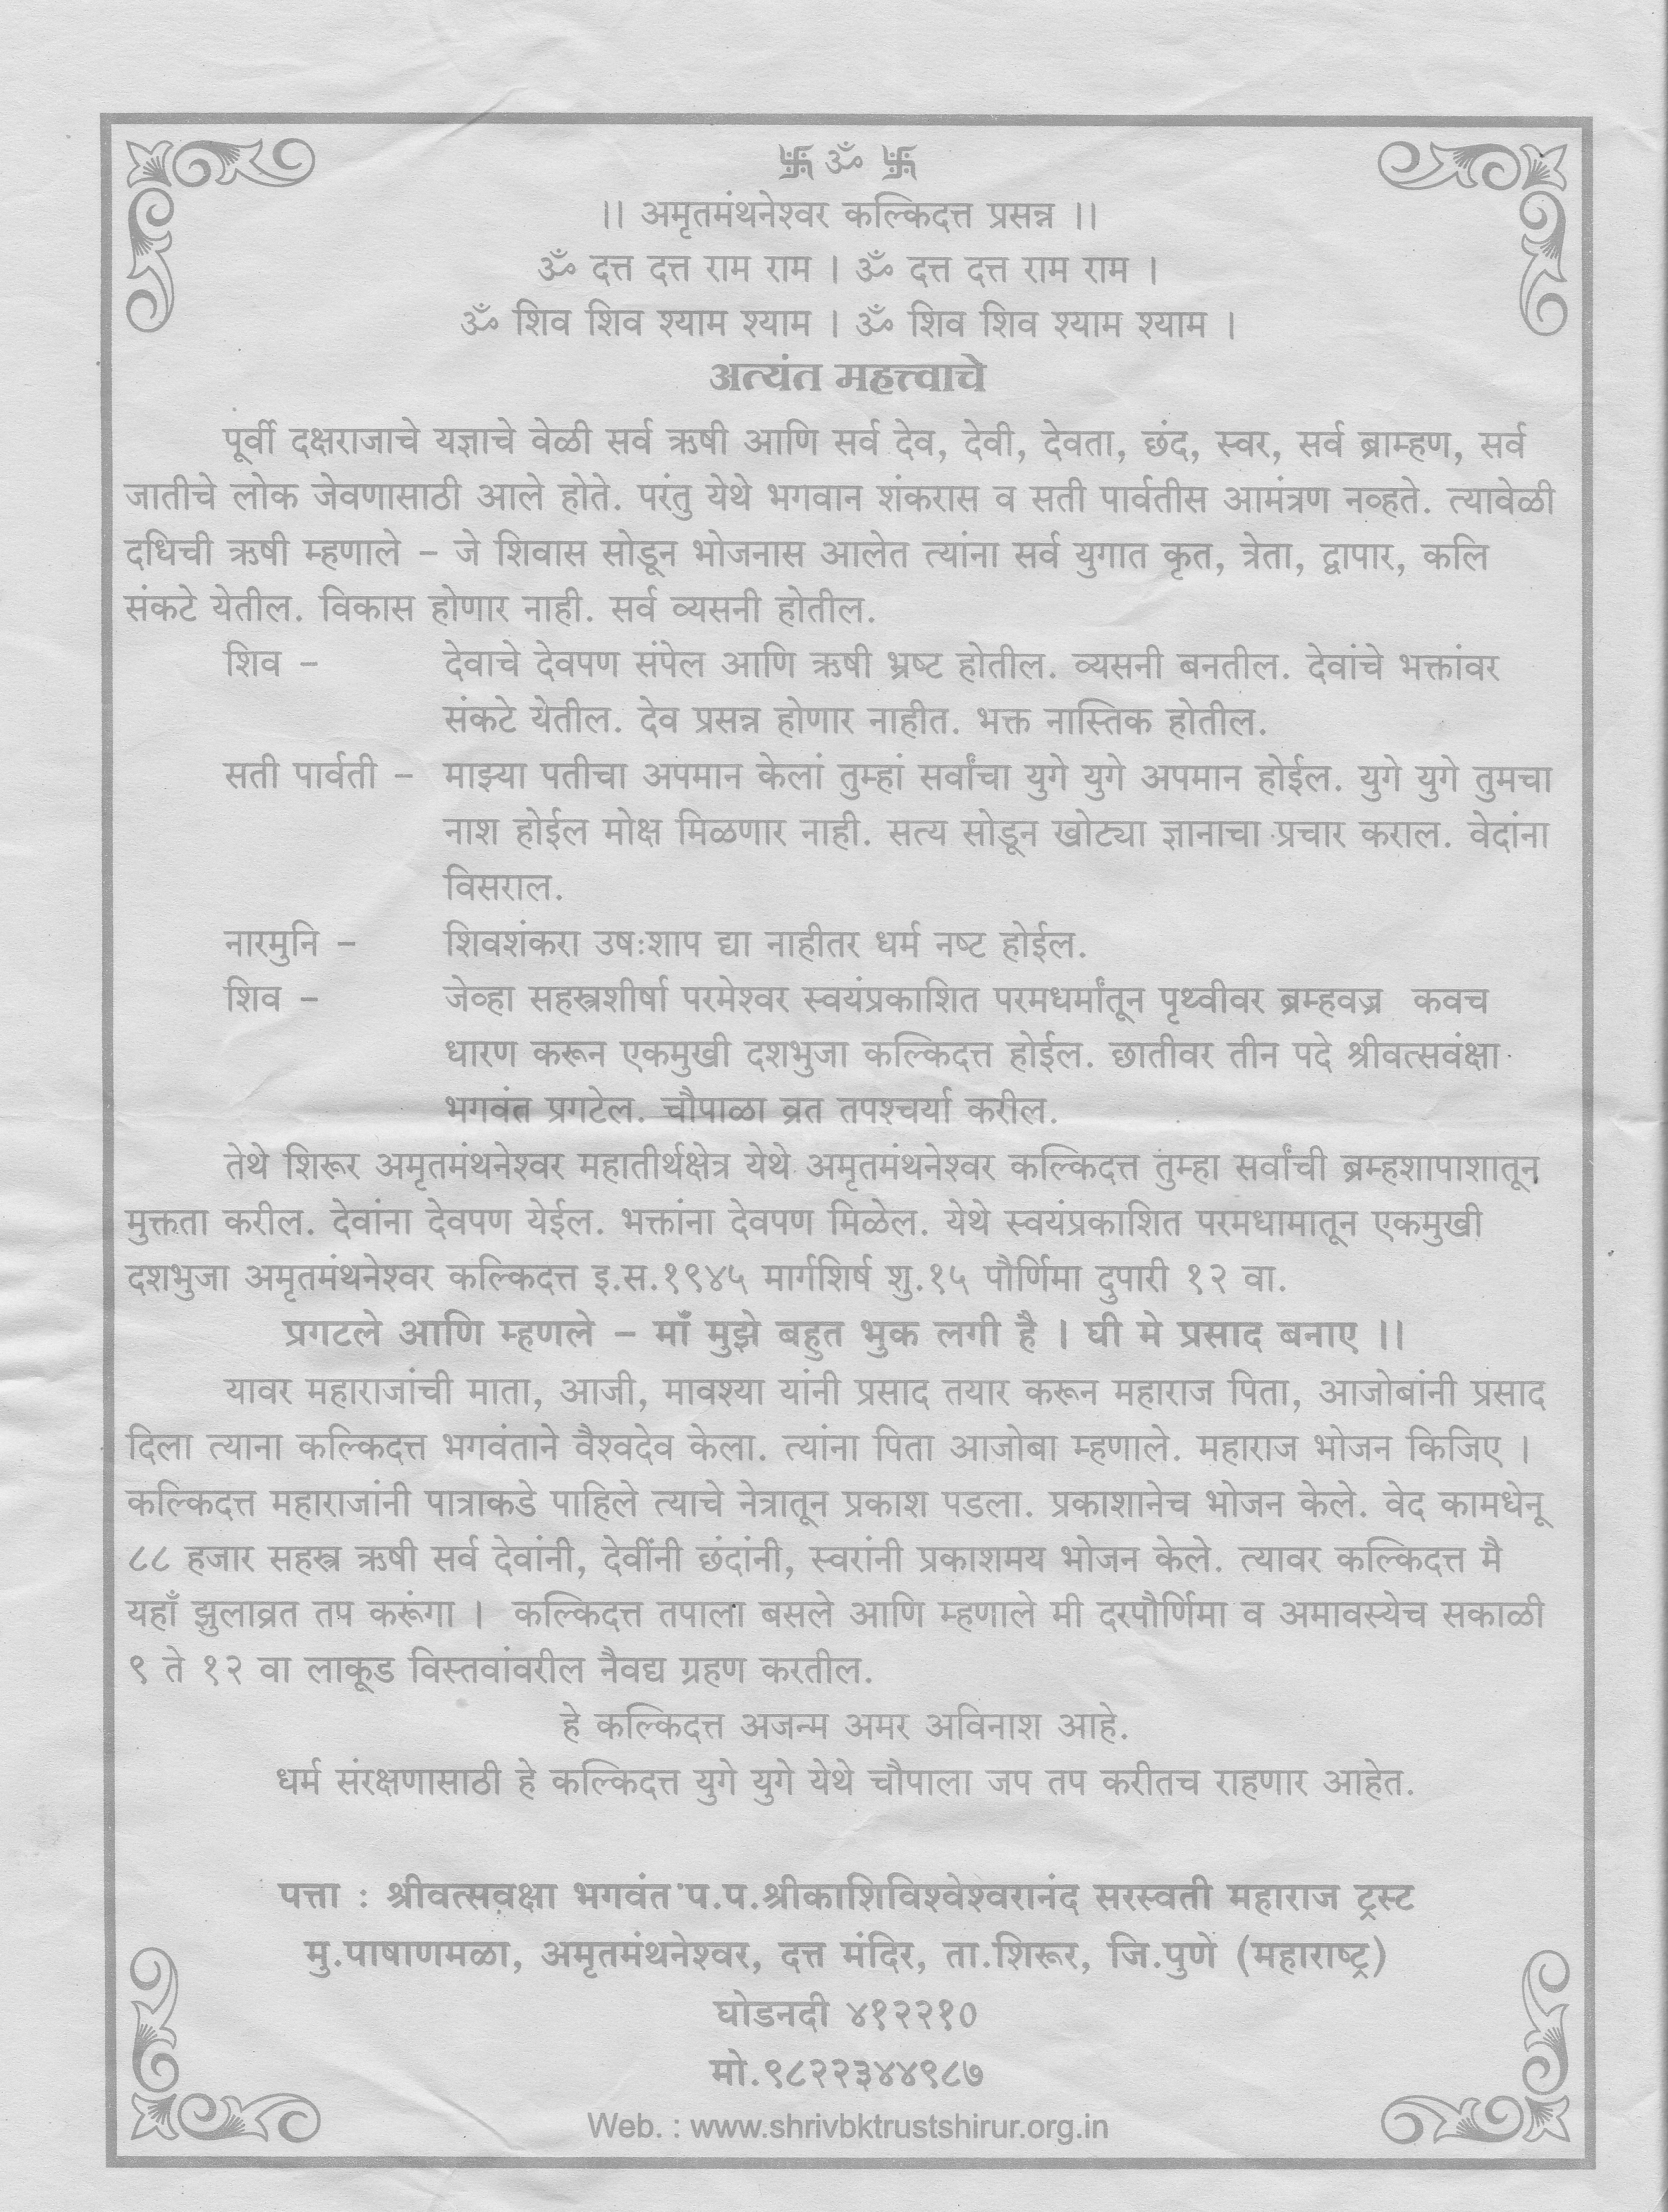 卐 ॐ 卐
।। अमृतमंथनेश्वर कल्किदत्त प्रसन्न ।।
ॐ दत्त दत्त राम राम । ॐ दत्त दत्त राम राम ।
ॐ शिव शिव श्याम श्याम । ॐ शिव शिव श्याम श्याम ।
अत्यंत महत्त्वाचे
पूर्वी दक्षराजाचे यज्ञाचे वेळी सर्व ऋषी आणि सर्व देव, देवी, देवता, छंद, स्वर, सर्व ब्राम्हण, सर्व
जातीचे लोक जेवणासाठी आले होते. परंतु येथे भगवान शंकरास व सती पार्वतीस आमंत्रण नव्हते. त्यावेळी
दधिची ऋषी म्हणाले – जे शिवास सोडून भोजनास आलेत त्यांना सर्व युगात कृत, त्रेता, द्वापार, कलि
संकटे येतील. विकास होणार नाही. सर्व व्यसनी होतील.
शिव – देवाचे देवपण संपेल आणि ऋषी भ्रष्ट होतील. व्यसनी बनतील. देवांचे भक्तांवर
संकटे येतील. देव प्रसन्न होणार नाहीत. भक्त नास्तिक होतील.
सती पार्वती – माझ्या पतीचा अपमान केलां तुम्हां सर्वांचा युगे युगे अपमान होईल. युगे युगे तुमचा
नाश होईल मोक्ष मिळणार नाही. सत्य सोडून खोट्या ज्ञानाचा प्रचार कराल. वेदांना
विसराल.
नारमुनि – शिवशंकरा उषःशाप द्या नाहीतर धर्म नष्ट होईल.
शिव – जेव्हा सहस्त्रशीर्षा परमेश्वर स्वयंप्रकाशित परमधर्मांतून पृथ्वीवर ब्रम्हवज्र कवच
धारण करून एकमुखी दशभुजा कल्किदत्त होईल. छातीवर तीन पदे श्रीवत्सवंक्षा
भगवंत प्रगटेल. चौपाळा व्रत तपश्चर्या करील.
तेथे शिरूर अमृतमंथनेश्वर महातीर्थक्षेत्र येथे अमृतमंथनेश्वर कल्किदत्त तुम्हा सर्वांची ब्रम्हशापाशातून
मुक्तता करील. देवांना देवपण येईल. भक्तांना देवपण मिळेल. येथे स्वयंप्रकाशित परमधामातून एकमुखी
दशभुजा अमृतमंथनेश्वर कल्किदत्त इ.स.१९४५ मार्गशिर्ष शु.१५ पौर्णिमा दुपारी १२ वा.
प्रगटले आणि म्हणले – माँ मुझे बहुत भुक लगी है । घी मे प्रसाद बनाए ।।
यावर महाराजांची माता, आजी, मावश्या यांनी प्रसाद तयार करून महाराज पिता, आजोबांनी प्रसाद
दिला त्याना कल्किदत्त भगवंताने वैश्वदेव केला. त्यांना पिता आजोबा म्हणाले. महाराज भोजन किजिए ।
कल्किदत्त महाराजांनी पात्राकडे पाहिले त्याचे नेत्रातून प्रकाश पडला. प्रकाशानेच भोजन केले. वेद कामधेनू
८८ हजार सहस्त्र ऋषी सर्व देवांनी, देवींनी छंदांनी, स्वरांनी प्रकाशमय भोजन केले. त्यावर कल्किदत्त मै
यहाँ झुलाव्रत तप करूंगा । कल्किदत्त तपाला बसले आणि म्हणाले मी दरपौर्णिमा व अमावस्येच सकाळी
९ ते १२ वा लाकूड विस्तवांवरील नैवद्य ग्रहण करतील.
हे कल्किदत्त अजन्म अमर अविनाश आहे.
धर्म संरक्षणासाठी हे कल्किदत्त युगे युगे येथे चौपाला जप तप करीतच राहणार आहेत.
पत्ता : श्रीवत्सवक्षा भगवंत प.प.श्रीकाशिविश्वेश्वरानंद सरस्वती महाराज ट्रस्ट
मु.पाषाणमळा, अमृतमंथनेश्वर, दत्त मंदिर, ता.शिरूर, जि.पुणे (महाराष्ट्र)
घोडनदी ४१२२१०
मो.९८२२३४४९८७
Web. : www.shrivbktrustshirur.org.in